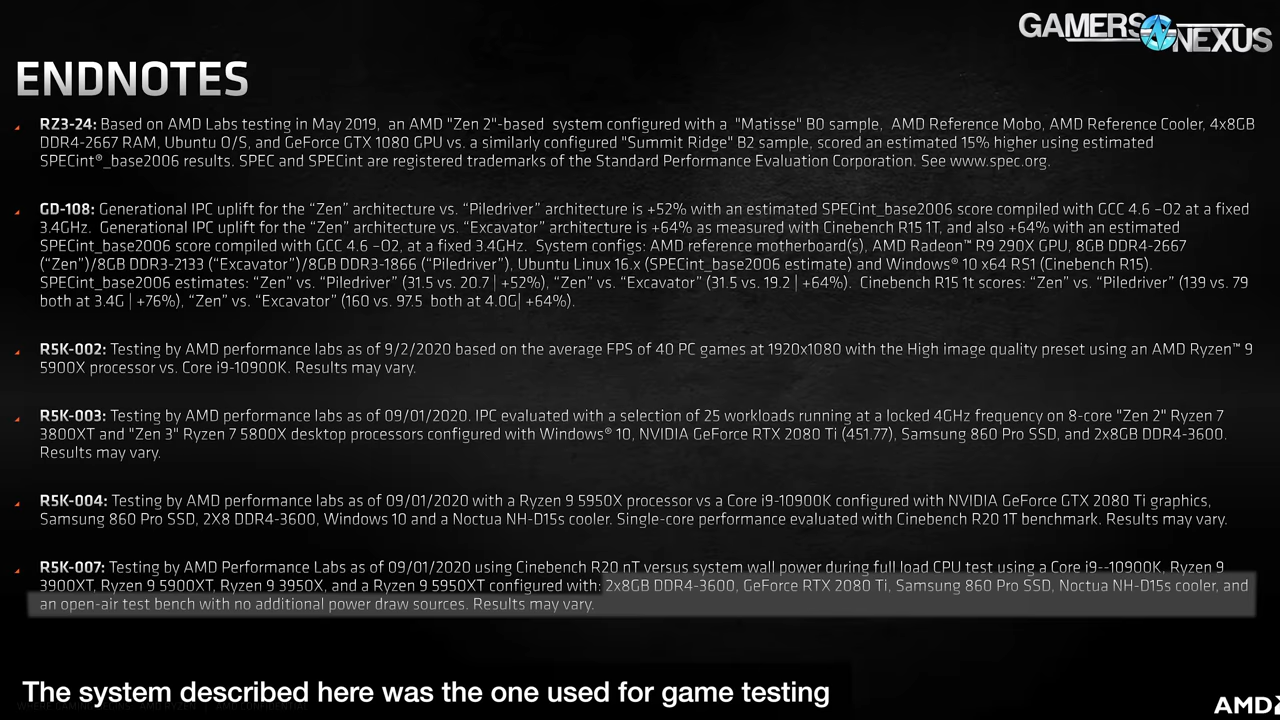 GAMERS NEXUS
ENDNOTES
RZ3-24: Based on AMD Labs testing in May 2019, an AMD "Zen 2"-based system configured with a "Matisse" B0 sample, AMD Reference Mobo, AMD Reference Cooler, 4x8GB
DDR4-2667 RAM, Ubuntu O/S, and GeForce GTX 1080 GPU vs. a similarly configured "Summit Ridge" B2 sample, scored an estimated 15% higher using estimated
SPECint®_base2006 results. SPEC and SPECint are registered trademarks of the Standard Performance Evaluation Corporation. See www.spec.org.
GD-108: Generational IPC uplift for the “Zen” architecture vs. “Piledriver” architecture is +52% with an estimated SPECint_base2006 score compiled with GCC 4.6 –O2 at a fixed
3.4GHz. Generational IPC uplift for the “Zen” architecture vs. “Excavator” architecture is +64% as measured with Cinebench R15 1T, and also +64% with an estimated
SPECint_base2006 score compiled with GCC 4.6 –O2, at a fixed 3.4GHz. System configs: AMD reference motherboard(s), AMD Radeon™ R9 290X GPU, 8GB DDR4-2667
(“Zen”)/8GB DDR3-2133 (“Excavator”)/8GB DDR3-1866 (“Piledriver”), Ubuntu Linux 16.x (SPECint_base2006 estimate) and Windows® 10 x64 RS1 (Cinebench R15).
SPECint_base2006 estimates: “Zen” vs. “Piledriver” (31.5 vs. 20.7 | +52%), “Zen” vs. “Excavator” (31.5 vs. 19.2 | +64%). Cinebench R15 1t scores: “Zen” vs. “Piledriver” (139 vs. 79
both at 3.4G | +76%), “Zen” vs. “Excavator” (160 vs. 97.5 both at 4.0G| +64%).
R5K-002: Testing by AMD performance labs as of 9/2/2020 based on the average FPS of 40 PC games at 1920x1080 with the High image quality preset using an AMD Ryzen™ 9
5900X processor vs. Core i9-10900K. Results may vary.
R5K-003: Testing by AMD performance labs as of 09/01/2020. IPC evaluated with a selection of 25 workloads running at a locked 4GHz frequency on 8-core "Zen 2" Ryzen 7
3800XT and "Zen 3" Ryzen 7 5800X desktop processors configured with Windows® 10, NVIDIA GeForce RTX 2080 Ti (451.77), Samsung 860 Pro SSD, and 2x8GB DDR4-3600.
Results may vary.
R5K-004: Testing by AMD performance labs as of 09/01/2020 with a Ryzen 9 5950X processor vs a Core i9-10900K configured with NVIDIA GeForce GTX 2080 Ti graphics,
Samsung 860 Pro SSD, 2X8 DDR4-3600, Windows 10 and a Noctua NH-D15s cooler. Single-core performance evaluated with Cinebench R20 1T benchmark. Results may vary.
R5K-007: Testing by AMD Performance Labs as of 09/01/2020 using Cinebench R20 nT versus system wall power during full load CPU test using a Core i9--10900K, Ryzen 9
3900XT, Ryzen 9 5900XT, Ryzen 9 3950X, and a Ryzen 9 5950XT configured with: 2x8GB DDR4-3600, GeForce RTX 2080 Ti, Samsung 860 Pro SSD, Noctua NH-D15s cooler, and
an open-air test bench with no additional power draw sources. Results may vary.
The system described here was the one used for game testing
AMD